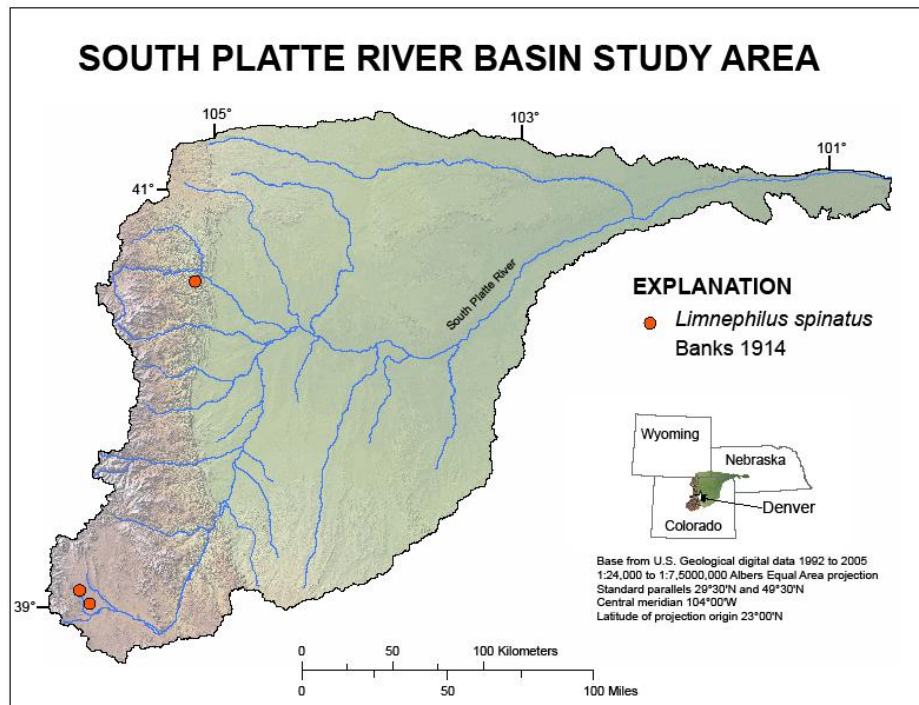 SOUTH PLATTE RIVER BASIN STUDY AREA
105°
103°
101°
41°
South Platte River
EXPLANATION
Limnephilus spinatus
Banks 1914
Wyoming
Nebraska
Denver
Colorado
Base from U.S. Geological digital data 1992 to 2005
1:24,000 to 1:7,5000,000 Albers Equal Area projection
Standard parallels 29°30'N and 49°30'N
Central meridian 104°00'W
Latitude of projection origin 23°00'N
39°
0 50 100 Kilometers
0 50 100 Miles